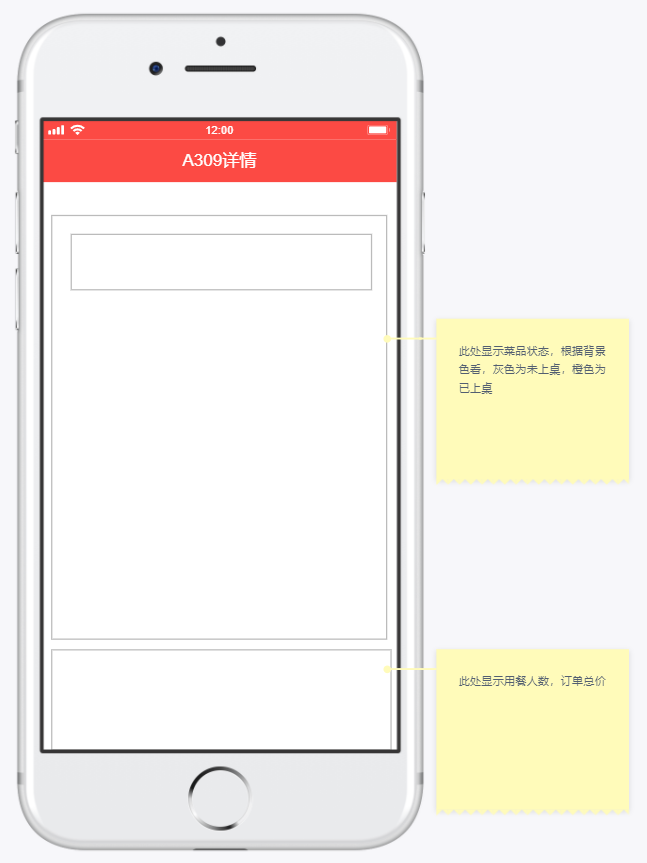 12:00
A309详情
此处显示菜品状态，根据背景
色看，灰色为未上桌，橙色为
已上桌
此处显示用餐人数，订单总价